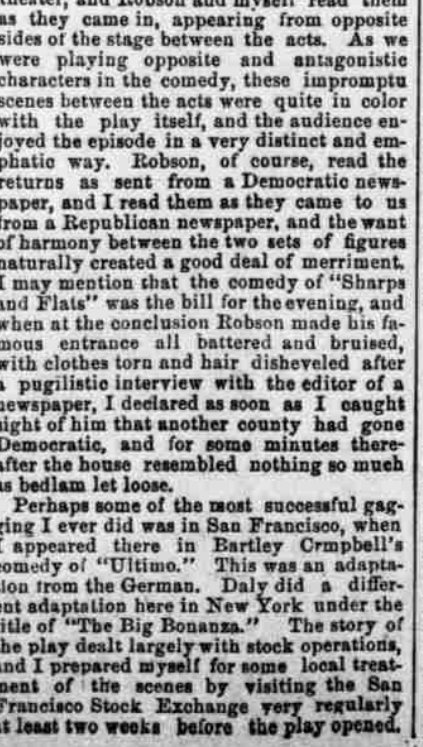 theater, and Robson and myself read them
as they came in, appearing from opposite
sides of the stage between the acts. As we
were playing opposite and antagonistic
characters in the comedy, these impromptu
scenes between the acts were quite in color
with the play itself, and the audience en-
joyed the episode in a very distinct and em-
phatic way. Robson, of course, read the
returns as sent from a Democratic news-
paper, and I read them as they came to us
from a Republican newspaper, and the want
of harmony between the two sets of figures
naturally created a good deal of merriment.
I may mention that the comedy of "Sharps
and Flats" was the bill for the evening, and
when at the conclusion Robson made his fa-
mous entrance all battered and bruised,
with clothes torn and hair disheveled after
a pugilistic interview with the editor of a
newspaper, I declared as soon as I caught
sight of him that another county had gone
Democratic, and for some minutes there-
after the house resembled nothing so much
as bedlam let loose.
Perhaps some of the most successful gag-
ging I ever did was in San Francisco, when
I appeared there in Bartley Crmpbell's
comedy of "Ultimo." This was an adapta-
tion from the German. Daly did a differ-
ent adaptation here in New York under the
title of "The Big Bonanza." The story of
the play dealt largely with stock operations,
and I prepared myself for some local treat-
ment of the scenes by visiting the San
Francisco Stock Exchange very regularly
at least two weeks before the play opened.